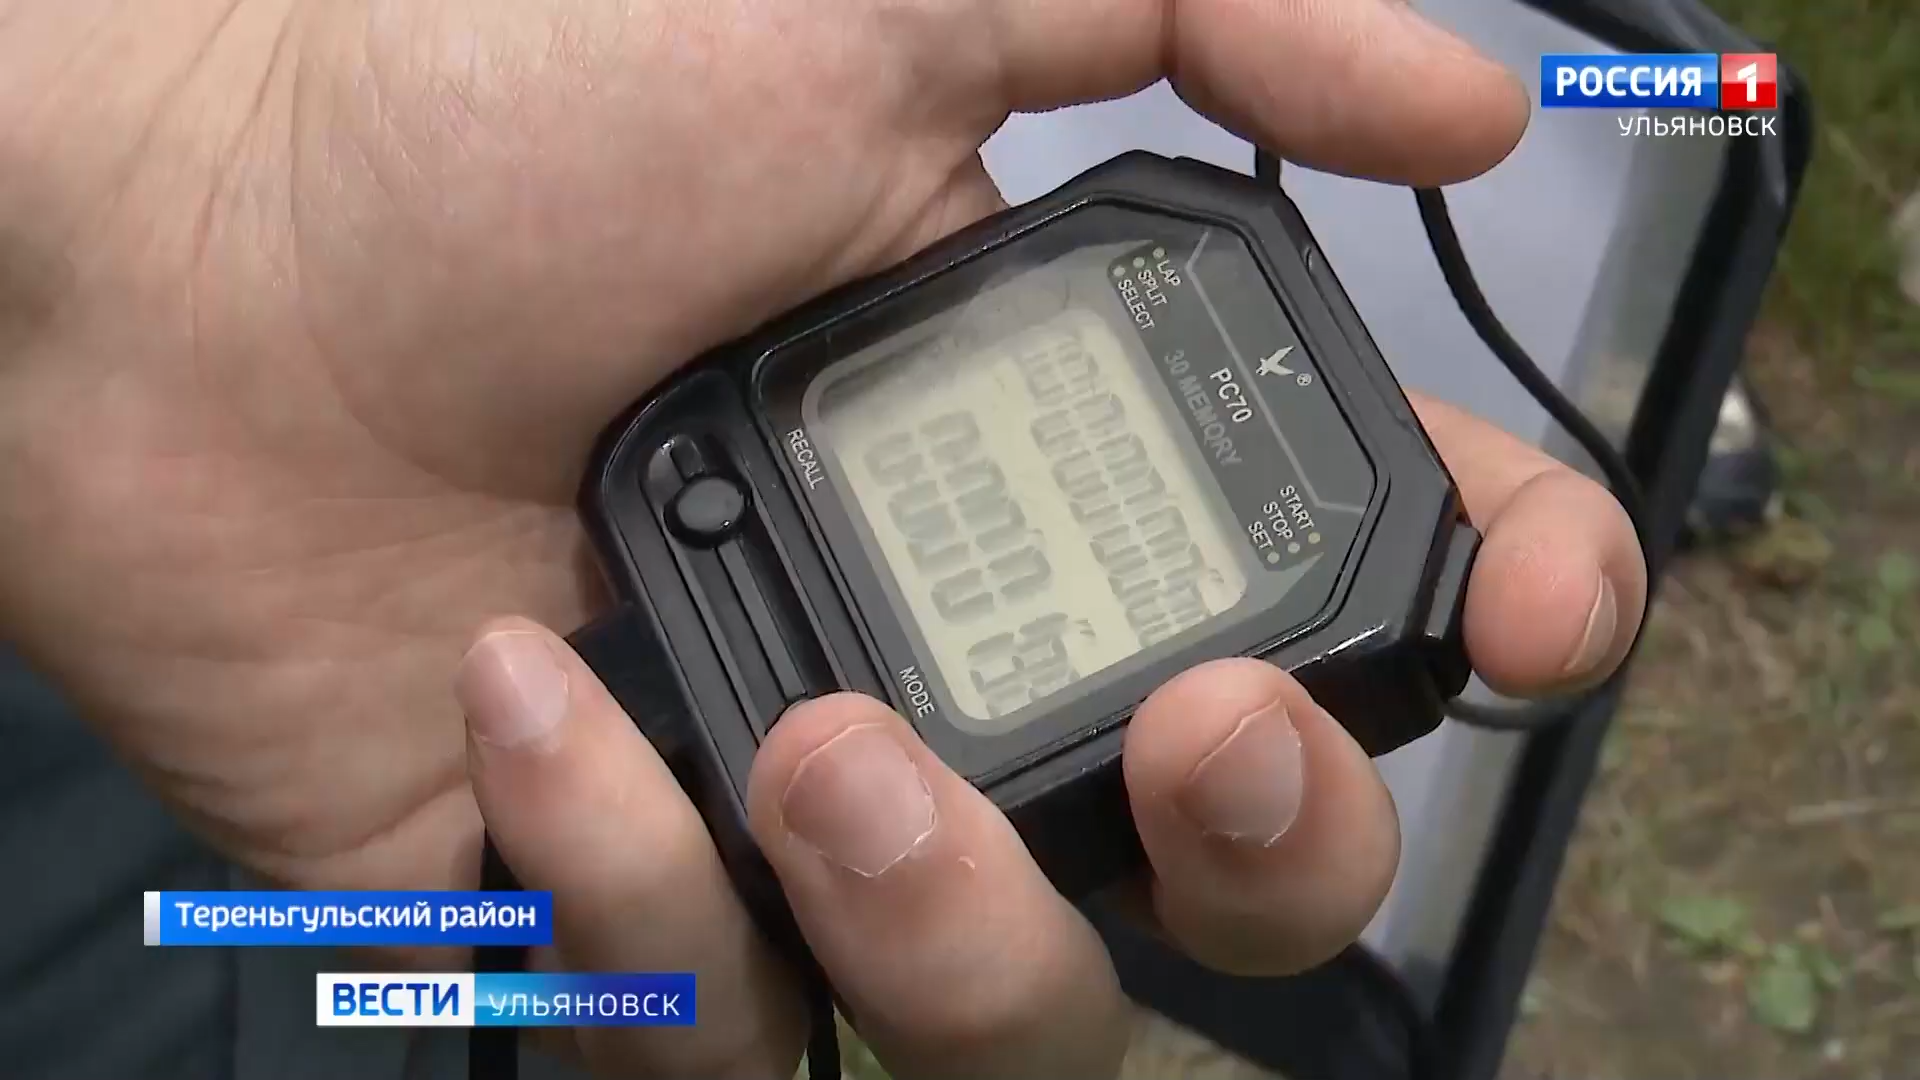 РОССИЯ 1
УЛЬЯНОВСК
LAP
SPLIT
SELECT
PC70
30 MEMORY
START
STOP
SET
RECALL
MODE
Тереньгульский район
ВЕСТИ УЛЬЯНОВСК